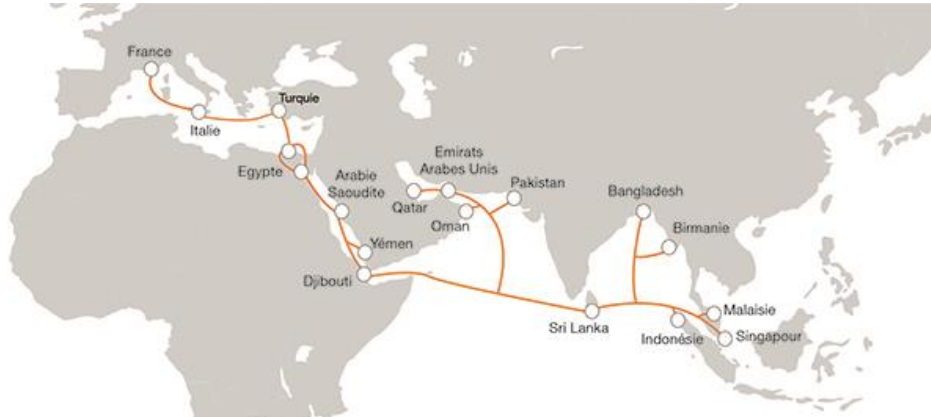 France
Turquie
Italie
Egypte
Arabie
Saoudite
Emirats
Arabes Unis
Qatar
Oman
Pakistan
Bangladesh
Birmanie
Yémen
Djibouti
Sri Lanka
Indonésie
Malaisie
Singapour